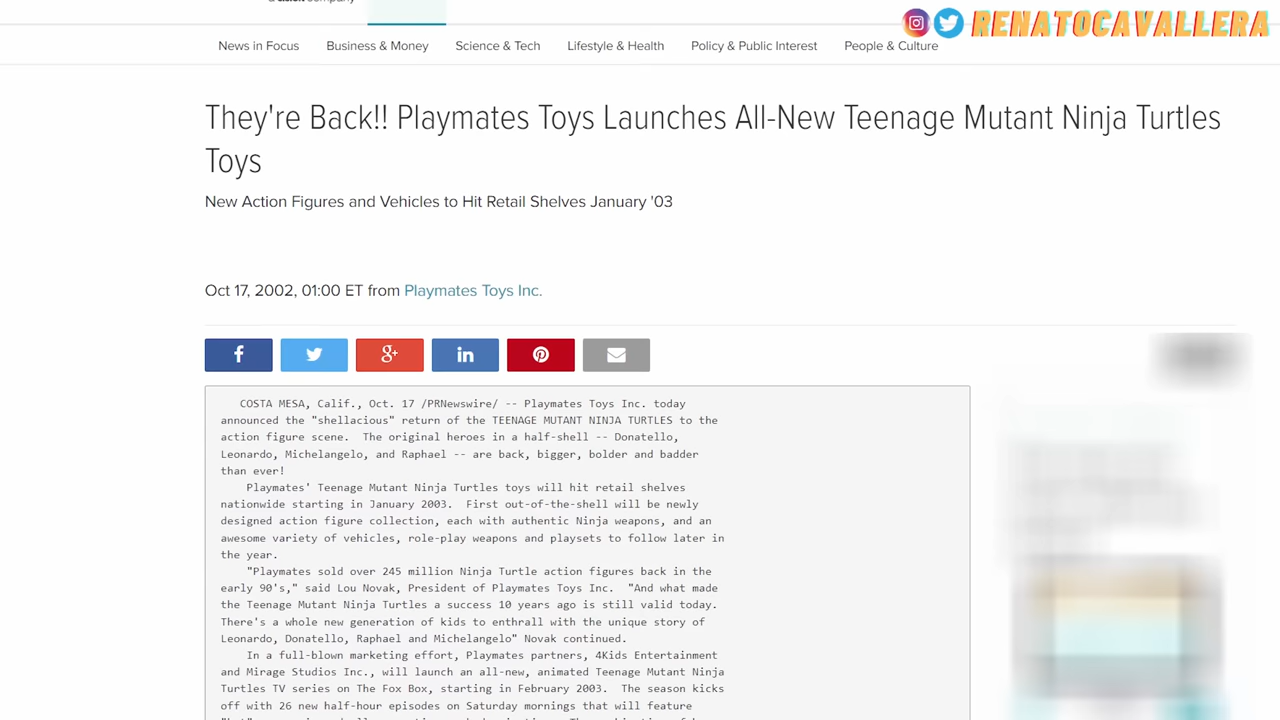 RENATOCAVALLERA
News in Focus Business & Money Science & Tech Lifestyle & Health Policy & Public Interest People & Culture
They're Back!! Playmates Toys Launches All-New Teenage Mutant Ninja Turtles
Toys
New Action Figures and Vehicles to Hit Retail Shelves January '03
Oct 17, 2002, 01:00 ET from Playmates Toys Inc.
COSTA MESA, Calif., Oct. 17 /PRNewswire/ -- Playmates Toys Inc. today
announced the "shellacious" return of the TEENAGE MUTANT NINJA TURTLES to the
action figure scene. The original heroes in a half-shell -- Donatello,
Leonardo, Michelangelo, and Raphael -- are back, bigger, bolder and badder
than ever!
Playmates' Teenage Mutant Ninja Turtles toys will hit retail shelves
nationwide starting in January 2003. First out-of-the-shell will be newly
designed action figure collection, each with authentic Ninja weapons, and an
awesome variety of vehicles, role-play weapons and playsets to follow later in
the year.
"Playmates sold over 245 million Ninja Turtle action figures back in the
early 90's," said Lou Novak, President of Playmates Toys Inc. "And what made
the Teenage Mutant Ninja Turtles a success 10 years ago is still valid today.
There's a whole new generation of kids to enthrall with the unique story of
Leonardo, Donatello, Raphael and Michelangelo" Novak continued.
In a full-blown marketing effort, Playmates partners, 4Kids Entertainment
and Mirage Studios Inc., will launch an all-new, animated Teenage Mutant Ninja
Turtles TV series on The Fox Box, starting in February 2003. The season kicks
off with 26 new half-hour episodes on Saturday mornings that will feature